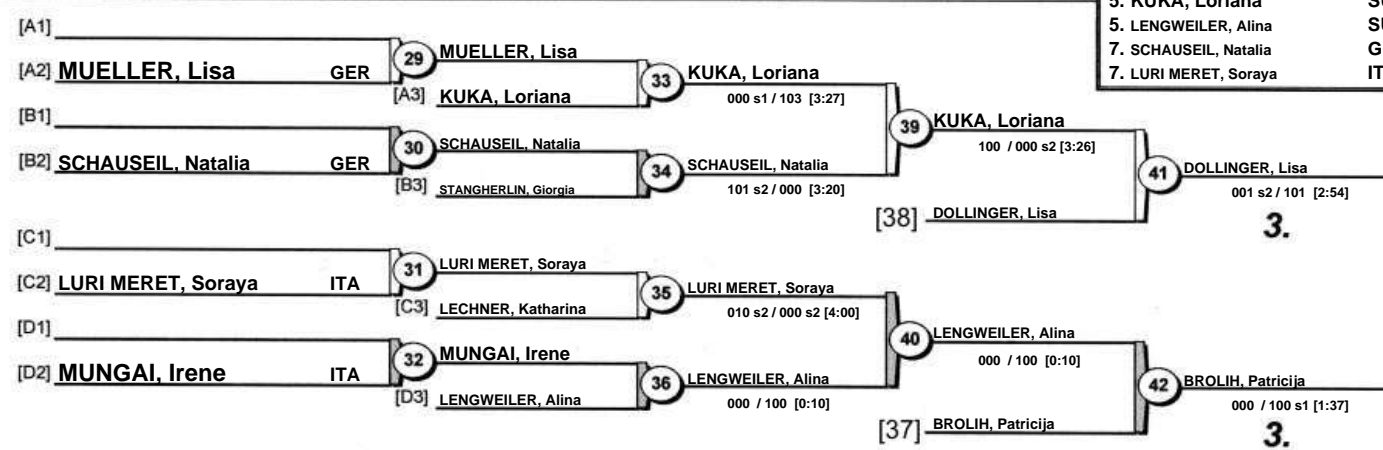 5. KUKA, Loriana
5. LENGWEILER, Alina
7. SCHAUSEIL, Natalia
7. LURI MERET, Soraya
[A1]
[A2] MUELLER, Lisa GER
29
MUELLER, Lisa
[A3] KUKA, Loriana
33
KUKA, Loriana
000 s1 / 103 [3:27]
[B1]
[B2] SCHAUSEIL, Natalia GER
30
SCHAUSEIL, Natalia
[B3] STANGHERLIN, Giorgia
34
SCHAUSEIL, Natalia
101 s2 / 000 [3:20]
39
KUKA, Loriana
100 / 000 s2 [3:26]
[38] DOLLINGER, Lisa
41
DOLLINGER, Lisa
001 s2 / 101 [2:54]
3.
[C1]
[C2] LURI MERET, Soraya ITA
31
LURI MERET, Soraya
[C3] LECHNER, Katharina
35
LURI MERET, Soraya
010 s2 / 000 s2 [4:00]
[D1]
[D2] MUNGAI, Irene ITA
32
MUNGAI, Irene
[D3] LENGWEILER, Alina
36
LENGWEILER, Alina
000 / 100 [0:10]
40
LENGWEILER, Alina
000 / 100 [0:10]
[37] BROLIH, Patricija
42
BROLIH, Patricija
000 / 100 s1 [1:37]
3.